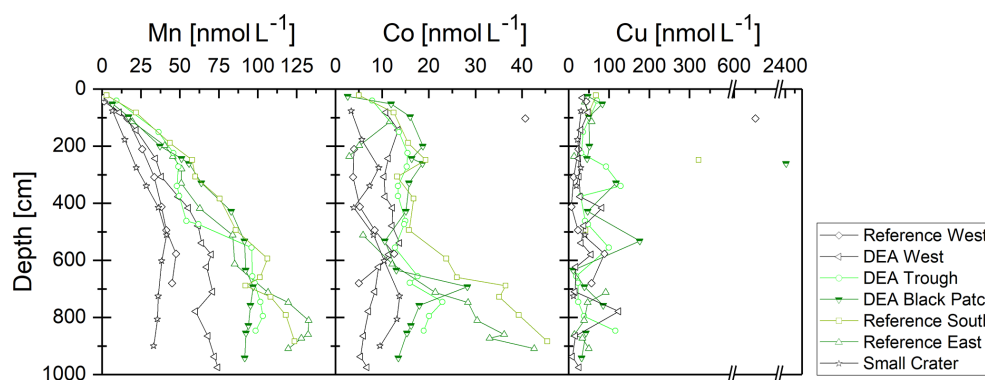 Mn [nmol L⁻¹] Co [nmol L⁻¹] Cu [nmol L⁻¹]
0 25 50 75 100 125 0 10 20 30 40 0 100 200 300 400 600 2400
0
200
400
600
800
1000
Depth [cm]
Reference West
DEA West
DEA Trough
DEA Black Patc
Reference South
Reference East
Small Crater